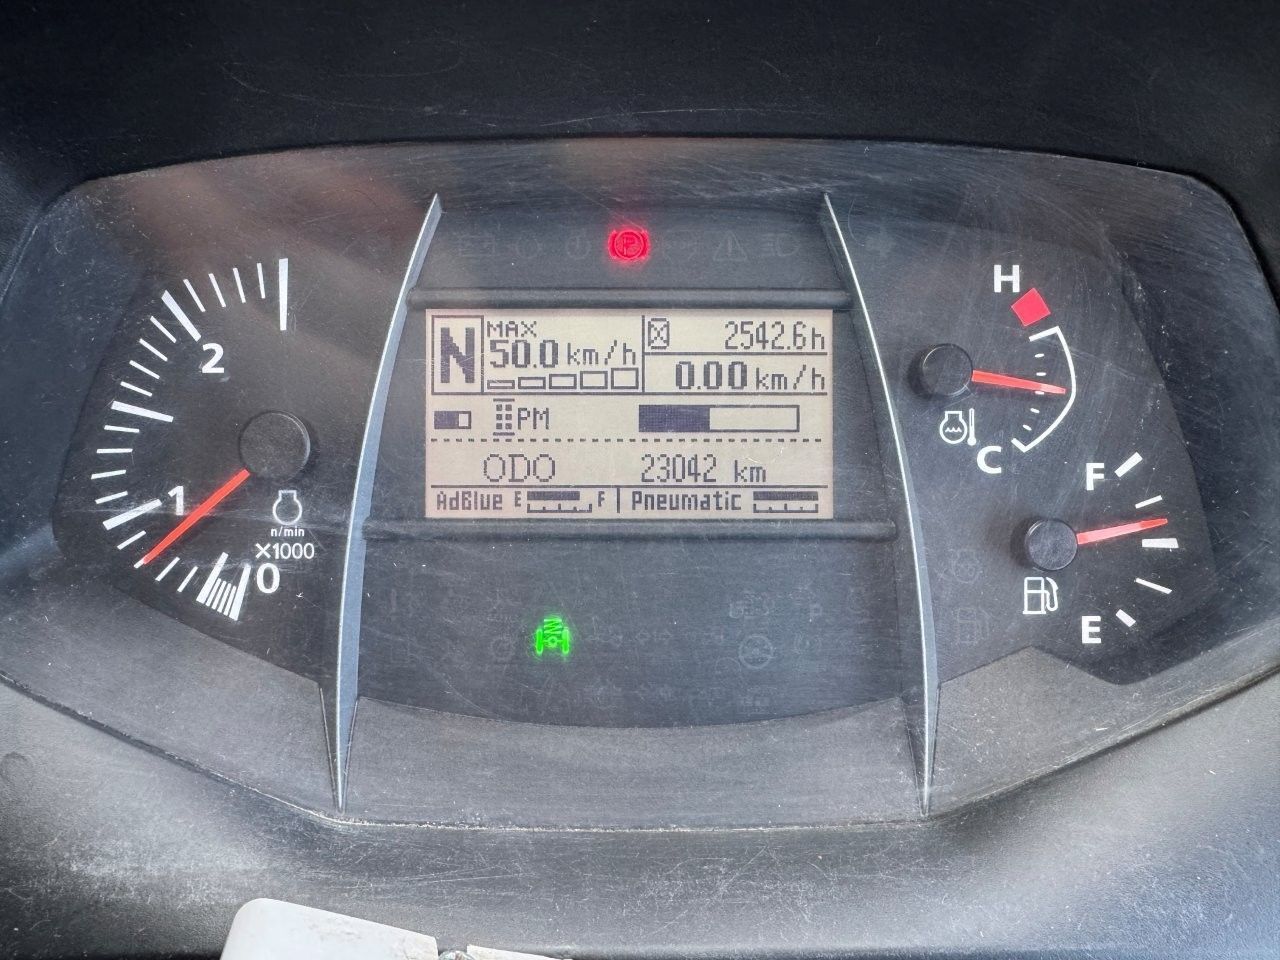 P
N
MAX
50.0 km/h
2542.6h
0.00 km/h
PM
ODO 23042 km
AdBlue E F | Pneumatic
2
1
0
n/min
×1000
H
C
F
E